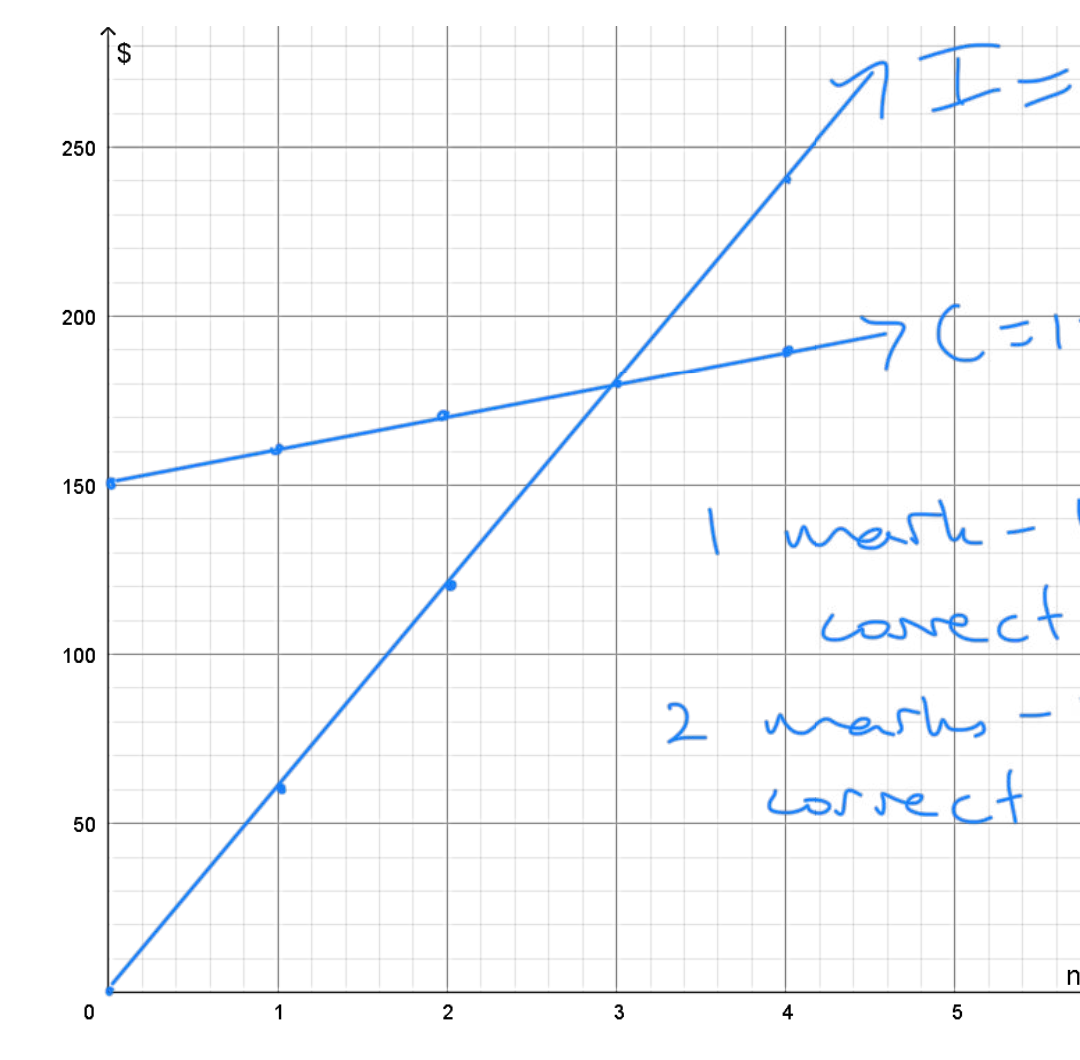 $
I =
250
200
C = 1
150
1 mark -
correct
100
2 marks -
correct
50
n
0 1 2 3 4 5